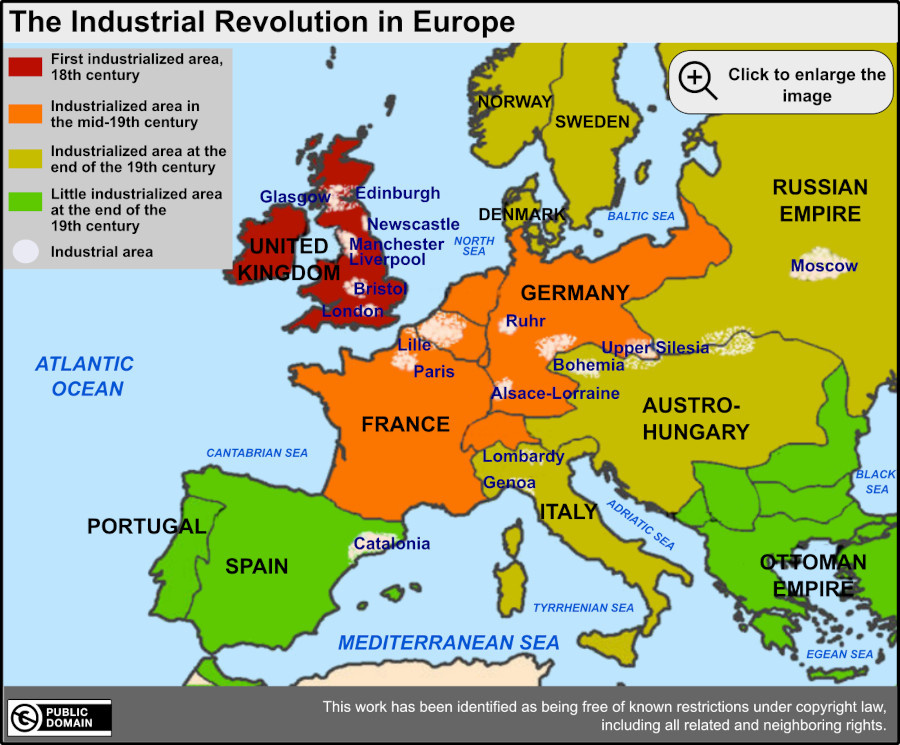 The Industrial Revolution in Europe
First industrialized area,
18th century
Industrialized area in
the mid-19th century
Industrialized area at the
end of the 19th century
Little industrialized area
at the end of the
19th century
Industrial area
Click to enlarge the
image
NORWAY
SWEDEN
RUSSIAN
EMPIRE
Glasgow
Edinburgh
DENMARK
BALTIC SEA
Newscastle
NORTH
SEA
UNITED
KINGDOM
Manchester
Liverpool
Moscow
Bristol
GERMANY
London
Ruhr
Lille
Upper Silesia
Paris
Bohemia
ATLANTIC
OCEAN
Alsace-Lorraine
AUSTRO-
HUNGARY
FRANCE
CANTABRIAN SEA
Lombardy
Genoa
BLACK
SEA
PORTUGAL
ITALY
ADRIATIC SEA
Catalonia
SPAIN
OTTOMAN
EMPIRE
TYRRHENIAN SEA
MEDITERRANEAN SEA
EGEAN SEA
PUBLIC
DOMAIN
This work has been identified as being free of known restrictions under copyright law,
including all related and neighboring rights.